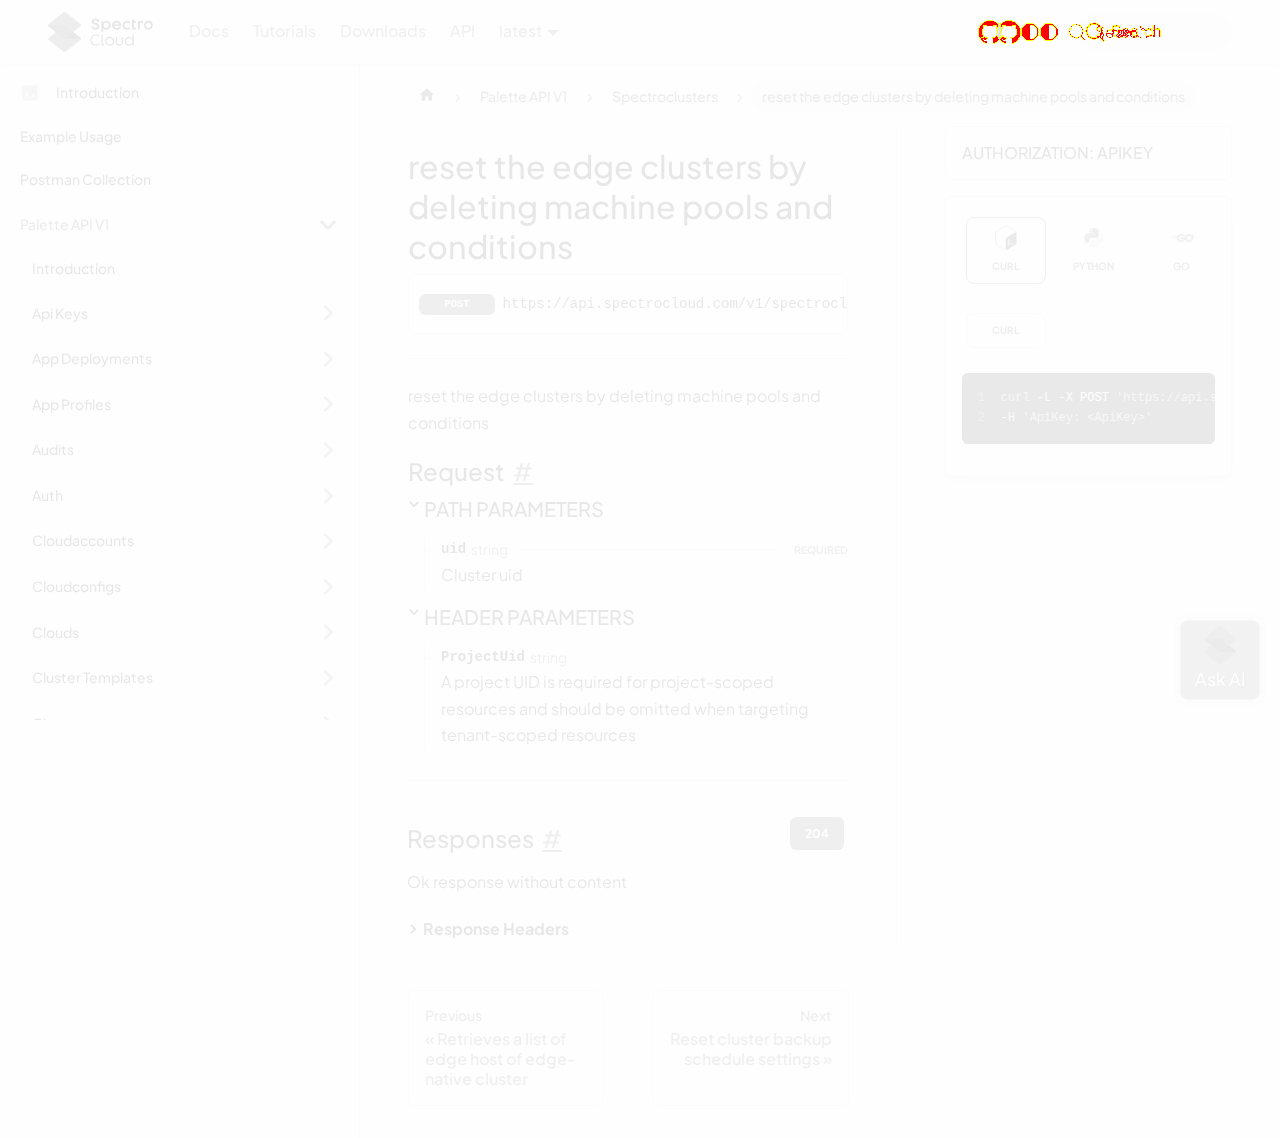 Spectro Cloud
Docs Tutorials Downloads API latest
Introduction
Example Usage
Postman Collection
Palette API V1
Introduction
Api Keys
App Deployments
App Profiles
Audits
Auth
Cloudaccounts
Cloudconfigs
Clouds
Cluster Templates
Palette API V1 Spectroclusters reset the edge clusters by deleting machine pools and conditions
reset the edge clusters by
deleting machine pools and
conditions
POST https://api.spectrocloud.com/v1/spectrocl
reset the edge clusters by deleting machine pools and
conditions
Request #
PATH PARAMETERS
uid string REQUIRED
Cluster uid
HEADER PARAMETERS
ProjectUid string
A project UID is required for project-scoped
resources and should be omitted when targeting
tenant-scoped resources
Responses # 204
Ok response without content
Response Headers
Previous
« Retrieves a list of
edge host of edge-
native cluster
Next
Reset cluster backup
schedule settings »
AUTHORIZATION: APIKEY
CURL PYTHON GO
CURL
1 curl -L -X POST 'https://api.s
2 -H 'ApiKey: <ApiKey>'
Ask AI